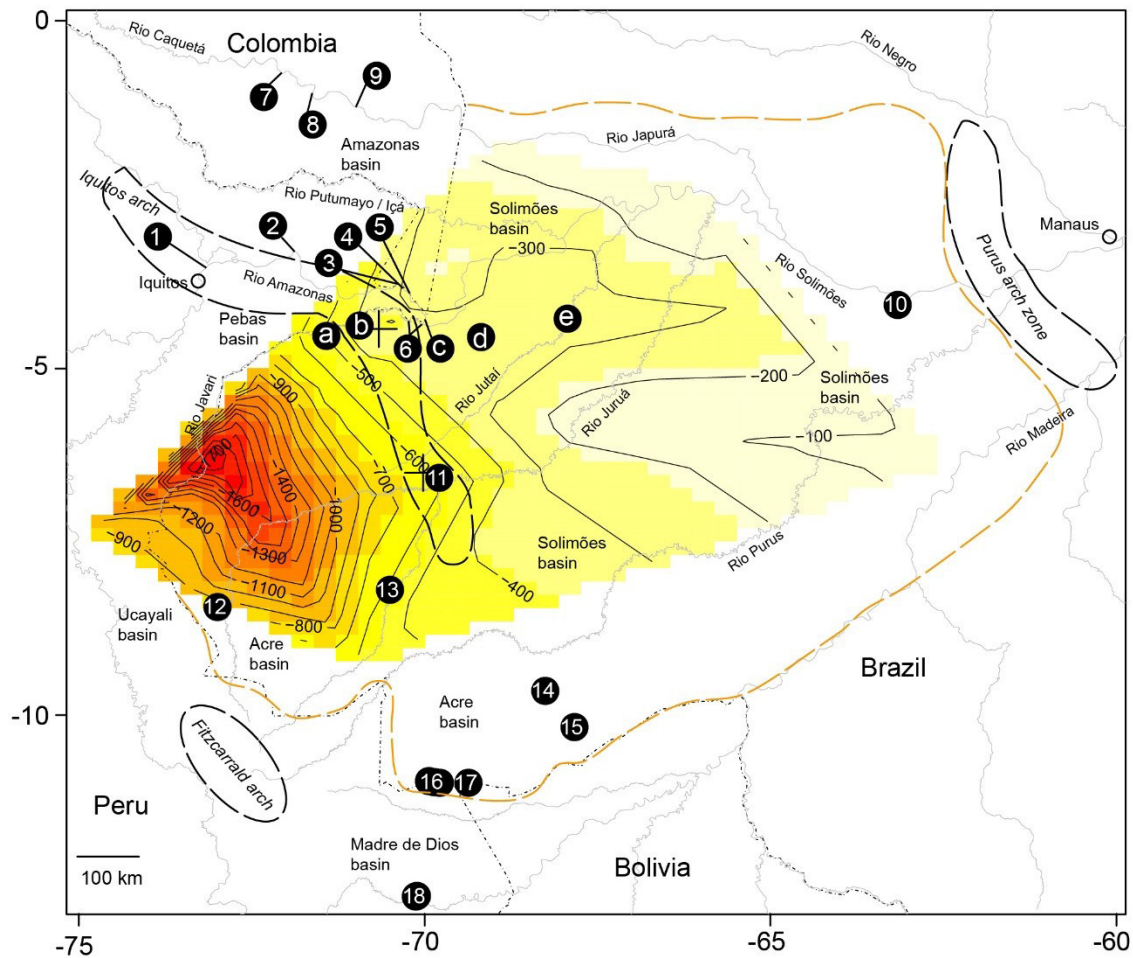 0
Rio Caquetá
Colombia
Rio Negro
9
7
8
Amazonas
basin
Rio Japurá
Iquitos arch
Rio Putumayo / Içá
Solimões
basin
Purus arch zone
Manaus
1
2
4
5
3
−300
Iquitos
Rio Amazonas
Rio Solimões
10
Pebas
basin
a
b
6
c
d
e
-5
−500
−200
Solimões
basin
Rio Javari
−900
Rio Jutaí
Rio Juruá
−100
Rio Madeira
−1700
−600
−700
11
−1400
−1600
−1000
−1200
−900
−1300
Solimões
basin
Rio Purus
−1100
−400
13
12
−800
Ucayali
basin
Acre
basin
Brazil
14
-10
Acre
basin
15
Fitzcarrald arch
16
17
Peru
Madre de Dios
basin
Bolivia
100 km
18
-75
-70
-65
-60